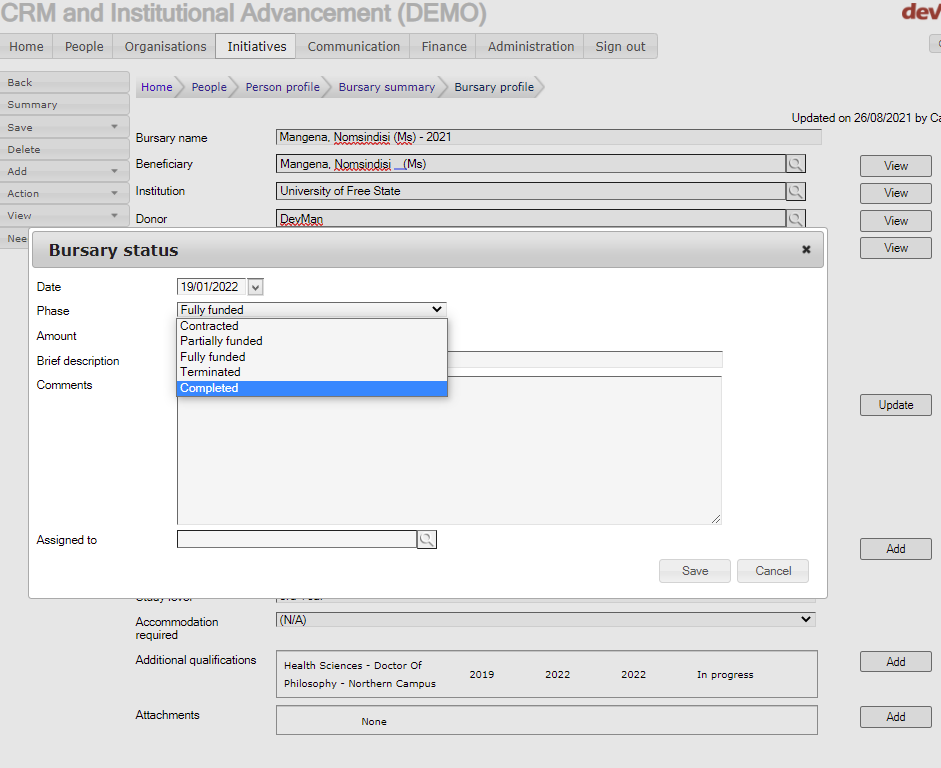 CRM and Institutional Advancement (DEMO)
Home People Organisations Initiatives Communication Finance Administration Sign out
Back
Summary
Save
Delete
Add
Action
View
Home People Person profile Bursary summary Bursary profile
Updated on 26/08/2021 by
Bursary name Mangena, Nomsindisi (Ms) - 2021
Beneficiary Mangena, Nomsindisi __(Ms) View
Institution University of Free State View
Donor DevMan View
View
Bursary status
Date 19/01/2022
Phase Fully funded
Contracted
Amount Partially funded
Fully funded
Brief description
Terminated
Comments Completed
Update
Assigned to
Add
Save Cancel
Accommodation required (N/A)
Additional qualifications Health Sciences - Doctor Of
Philosophy - Northern Campus 2019 2022 2022 In progress Add
Attachments None Add